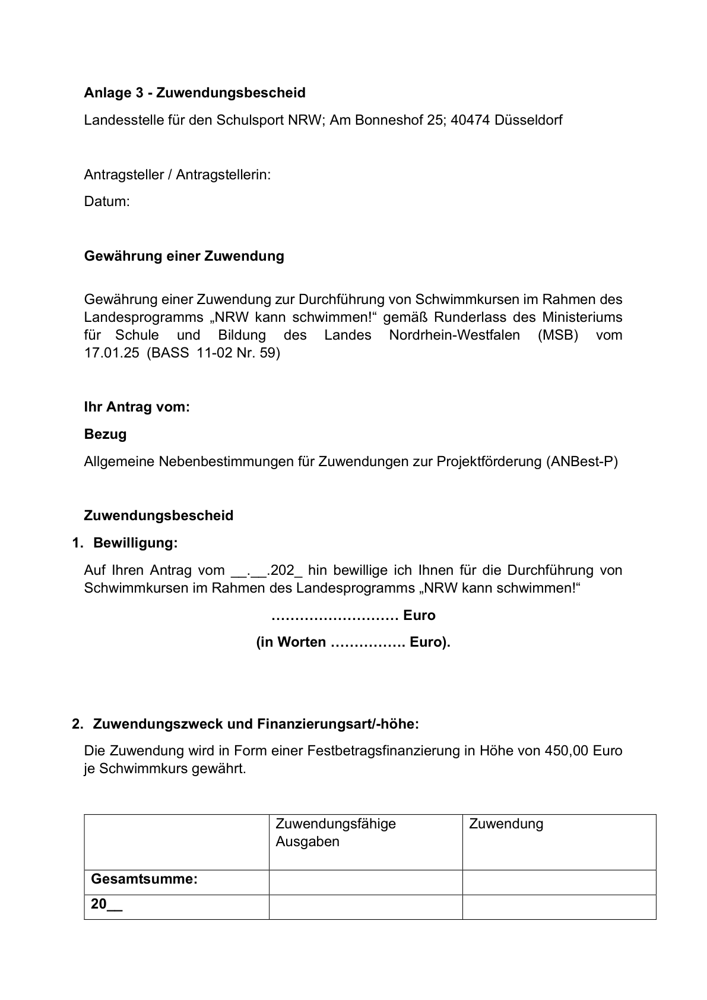 Anlage 3 - Zuwendungsbescheid
Landesstelle für den Schulsport NRW; Am Bonneshof 25; 40474 Düsseldorf
Antragsteller / Antragstellerin:
Datum:
Gewährung einer Zuwendung
Gewährung einer Zuwendung zur Durchführung von Schwimmkursen im Rahmen des
Landesprogramms „NRW kann schwimmen!“ gemäß Runderlass des Ministeriums
für Schule und Bildung des Landes Nordrhein-Westfalen (MSB) vom
17.01.25 (BASS 11-02 Nr. 59)
Ihr Antrag vom:
Bezug
Allgemeine Nebenbestimmungen für Zuwendungen zur Projektförderung (ANBest-P)
Zuwendungsbescheid
1. Bewilligung:
Auf Ihren Antrag vom __.__.202_ hin bewillige ich Ihnen für die Durchführung von
Schwimmkursen im Rahmen des Landesprogramms „NRW kann schwimmen!“
……………………… Euro
(in Worten ……………. Euro).
2. Zuwendungszweck und Finanzierungsart/-höhe:
Die Zuwendung wird in Form einer Festbetragsfinanzierung in Höhe von 450,00 Euro
je Schwimmkurs gewährt.
Zuwendungsfähige Zuwendung
Ausgaben
Gesamtsumme:
20__